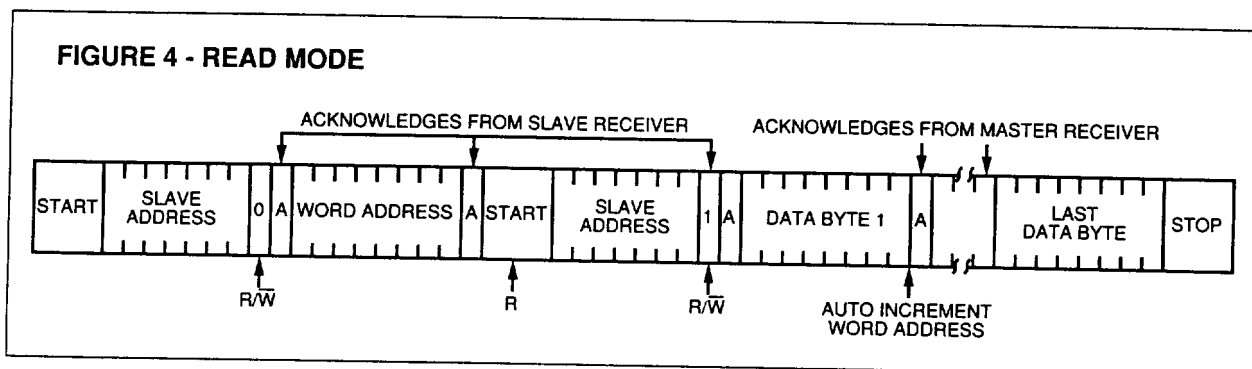 FIGURE 4 - READ MODE
ACKNOWLEDGES FROM SLAVE RECEIVER
ACKNOWLEDGES FROM MASTER RECEIVER
START
SLAVE
ADDRESS
0
A
WORD ADDRESS
A
START
SLAVE
ADDRESS
1
A
DATA BYTE 1
A
LAST
DATA BYTE
STOP
R/W̅
R
R/W̅
AUTO INCREMENT
WORD ADDRESS